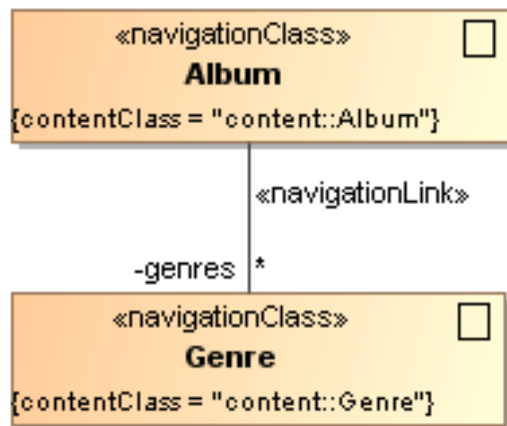 «navigationClass»
Album
{contentClass = "content::Album"}
«navigationLink»
-genres *
«navigationClass»
Genre
{contentClass = "content::Genre"}